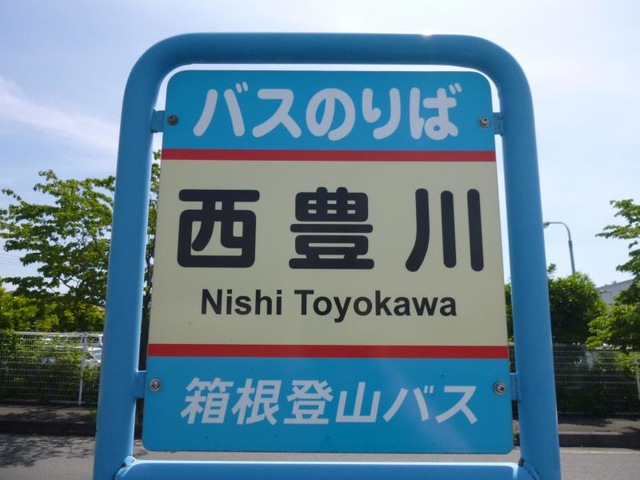 バスのりば
西豊川
Nishi Toyokawa
箱根登山バス